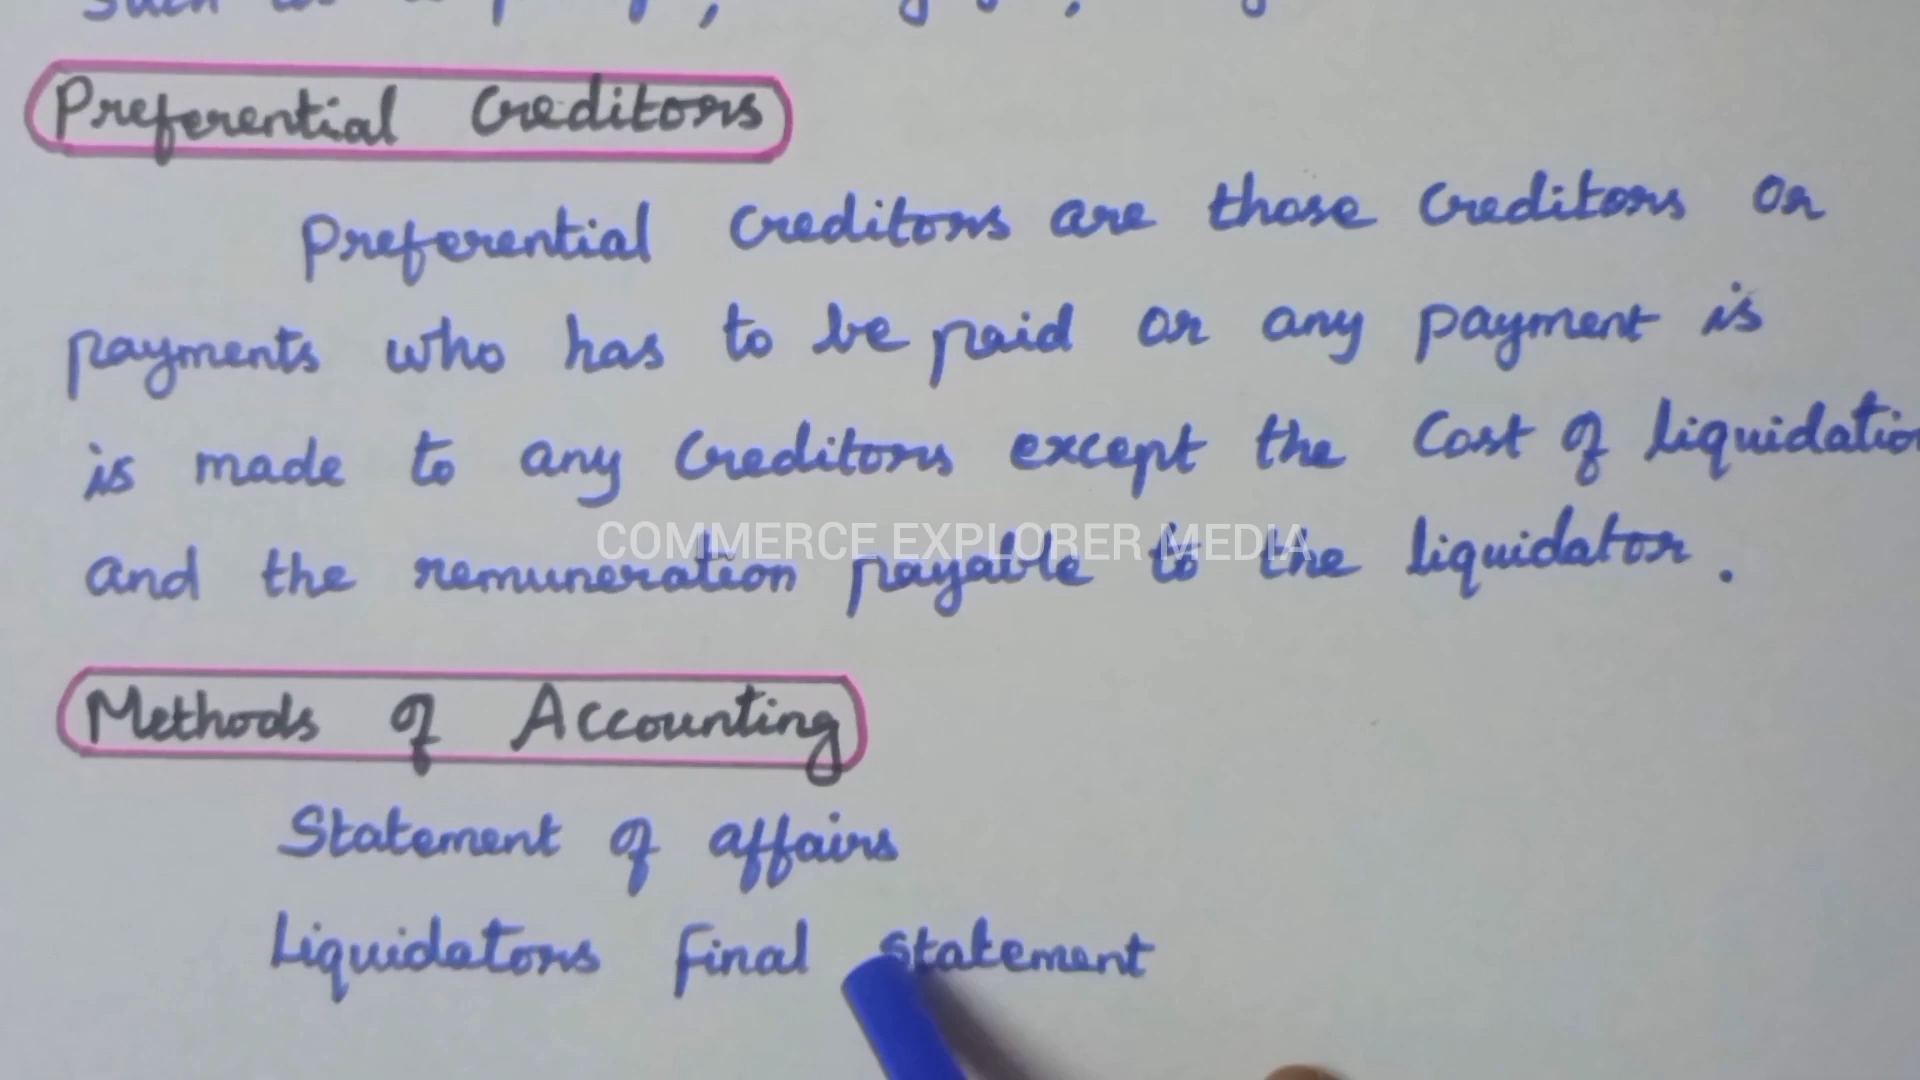 Preferential Creditors
Preferential Creditors are those Creditors or
payments who has to be paid or any payment is
is made to any Creditors except the Cost of liquidation
and the remuneration payable to the liquidator.
COMMERCE EXPLORER MEDIA
Methods of Accounting
Statement of affairs
Liquidators final statement